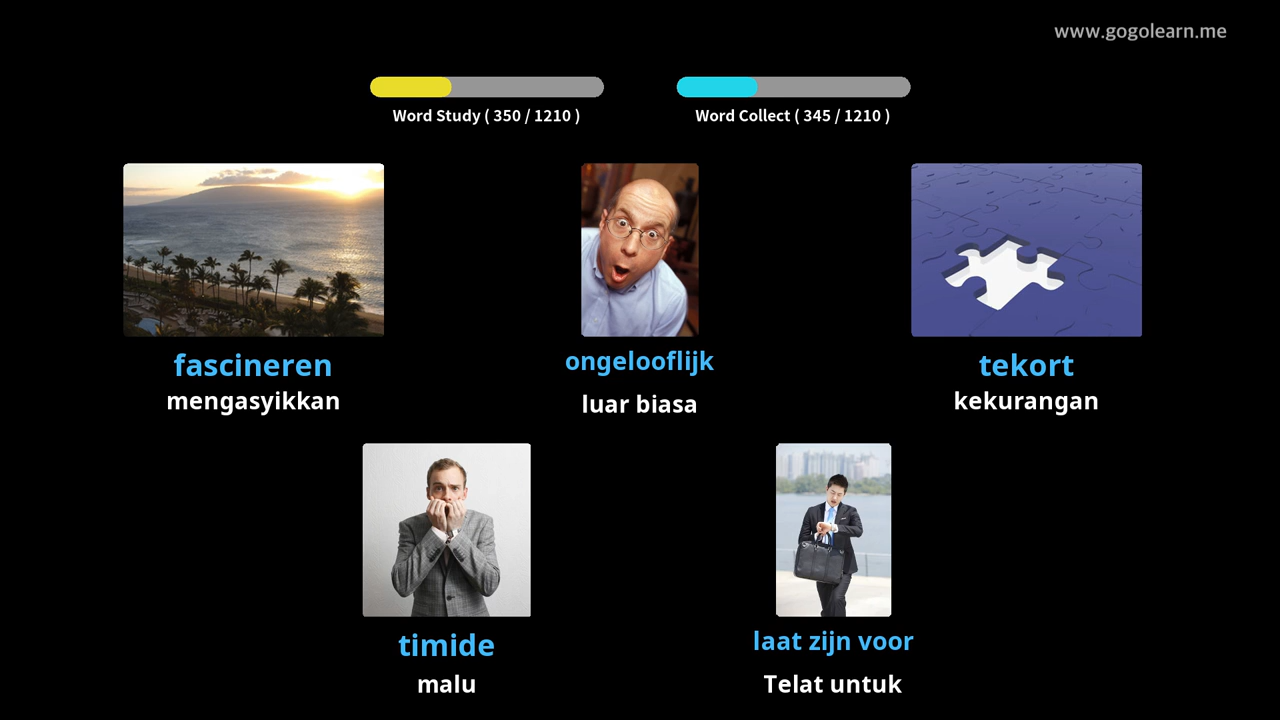 www.gogolearn.me
Word Study ( 350 / 1210 )
Word Collect ( 345 / 1210 )
fascineren
mengasyikkan
ongelooflijk
luar biasa
tekort
kekurangan
timide
malu
laat zijn voor
Telat untuk